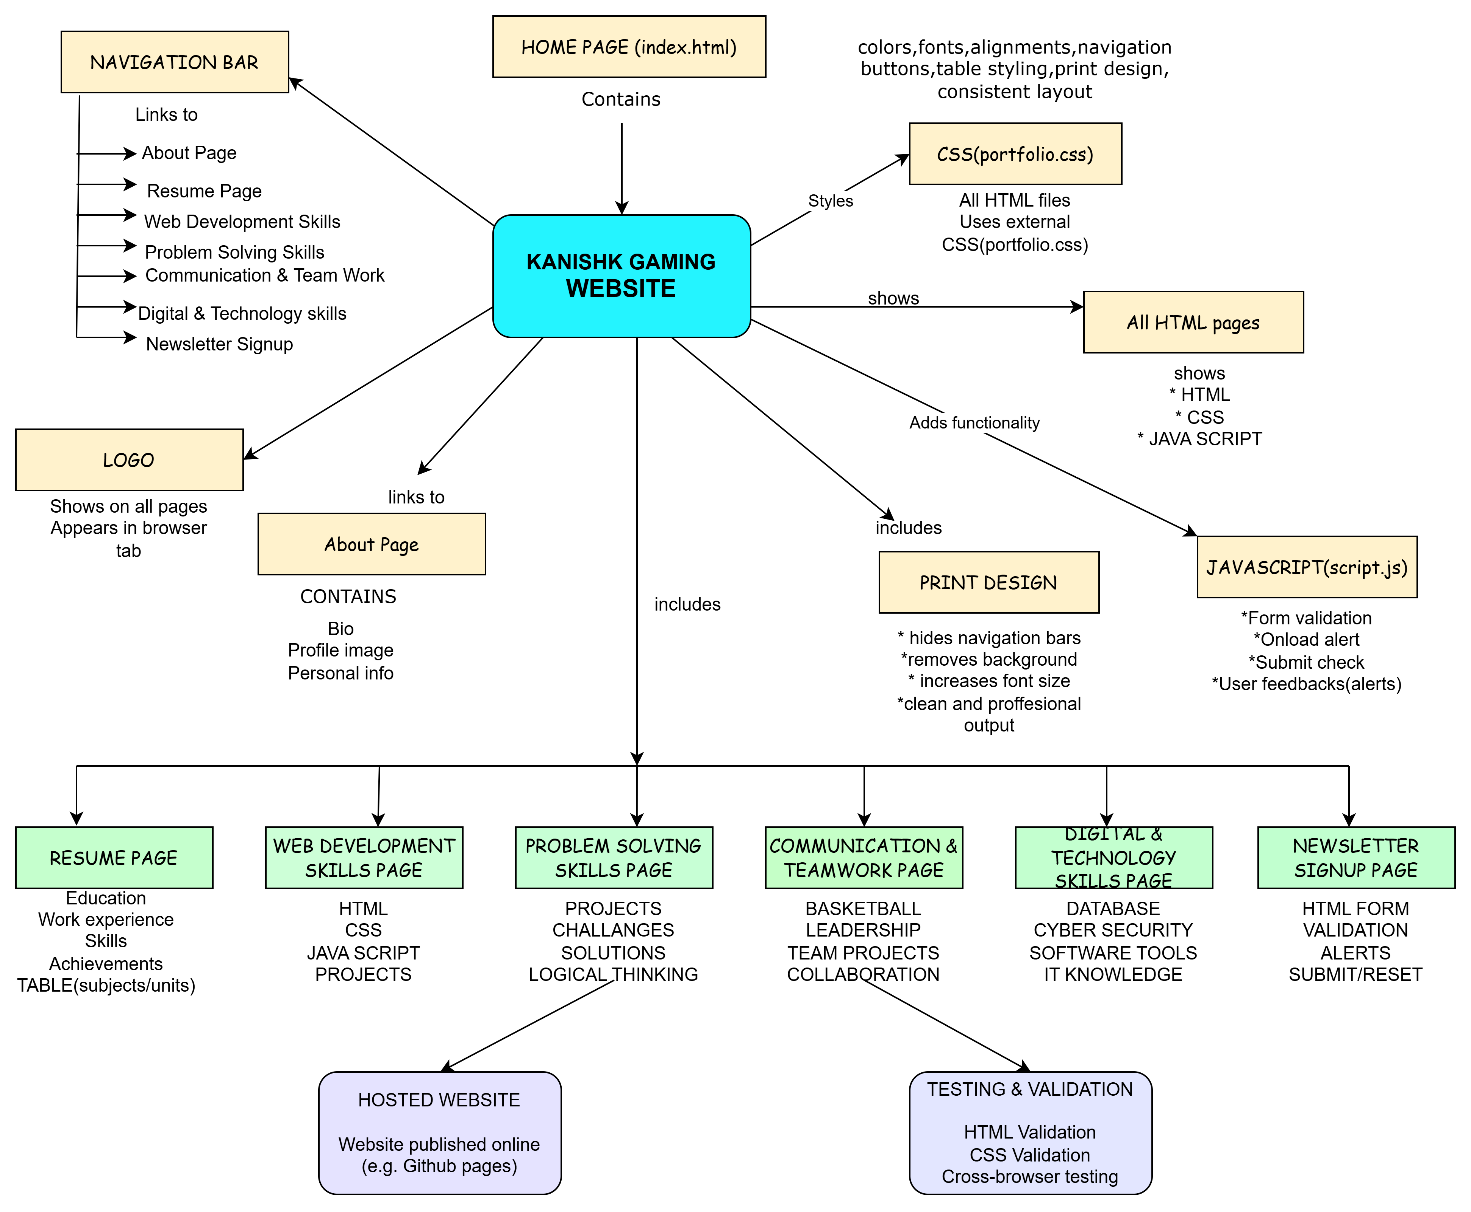 NAVIGATION BAR
Links to
About Page
Resume Page
Web Development Skills
Problem Solving Skills
Communication & Team Work
Digital & Technology skills
Newsletter Signup
HOME PAGE (index.html)
Contains
colors,fonts,alignments,navigation
buttons,table styling,print design,
consistent layout
CSS(portfolio.css)
Styles
All HTML files
Uses external
CSS(portfolio.css)
KANISHK GAMING
WEBSITE
shows
All HTML pages
shows
* HTML
* CSS
* JAVA SCRIPT
Adds functionality
LOGO
Shows on all pages
Appears in browser
tab
links to
About Page
CONTAINS
Bio
Profile image
Personal info
includes
includes
PRINT DESIGN
* hides navigation bars
*removes background
* increases font size
*clean and proffesional
output
JAVASCRIPT(script.js)
*Form validation
*Onload alert
*Submit check
*User feedbacks(alerts)
RESUME PAGE
Education
Work experience
Skills
Achievements
TABLE(subjects/units)
WEB DEVELOPMENT
SKILLS PAGE
HTML
CSS
JAVA SCRIPT
PROJECTS
PROBLEM SOLVING
SKILLS PAGE
PROJECTS
CHALLANGES
SOLUTIONS
LOGICAL THINKING
COMMUNICATION &
TEAMWORK PAGE
BASKETBALL
LEADERSHIP
TEAM PROJECTS
COLLABORATION
DIGITAL &
TECHNOLOGY
SKILLS PAGE
DATABASE
CYBER SECURITY
SOFTWARE TOOLS
IT KNOWLEDGE
NEWSLETTER
SIGNUP PAGE
HTML FORM
VALIDATION
ALERTS
SUBMIT/RESET
HOSTED WEBSITE
Website published online
(e.g. Github pages)
TESTING & VALIDATION
HTML Validation
CSS Validation
Cross-browser testing